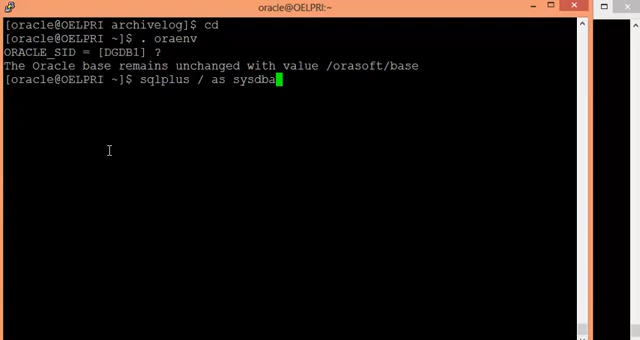 oracle@OELPRI:~
[oracle@OELPRI archivelog]$ cd
[oracle@OELPRI ~]$ . oraenv
ORACLE_SID = [DGDB1] ?
The Oracle base remains unchanged with value /orasoft/base
[oracle@OELPRI ~]$ sqlplus / as sysdba